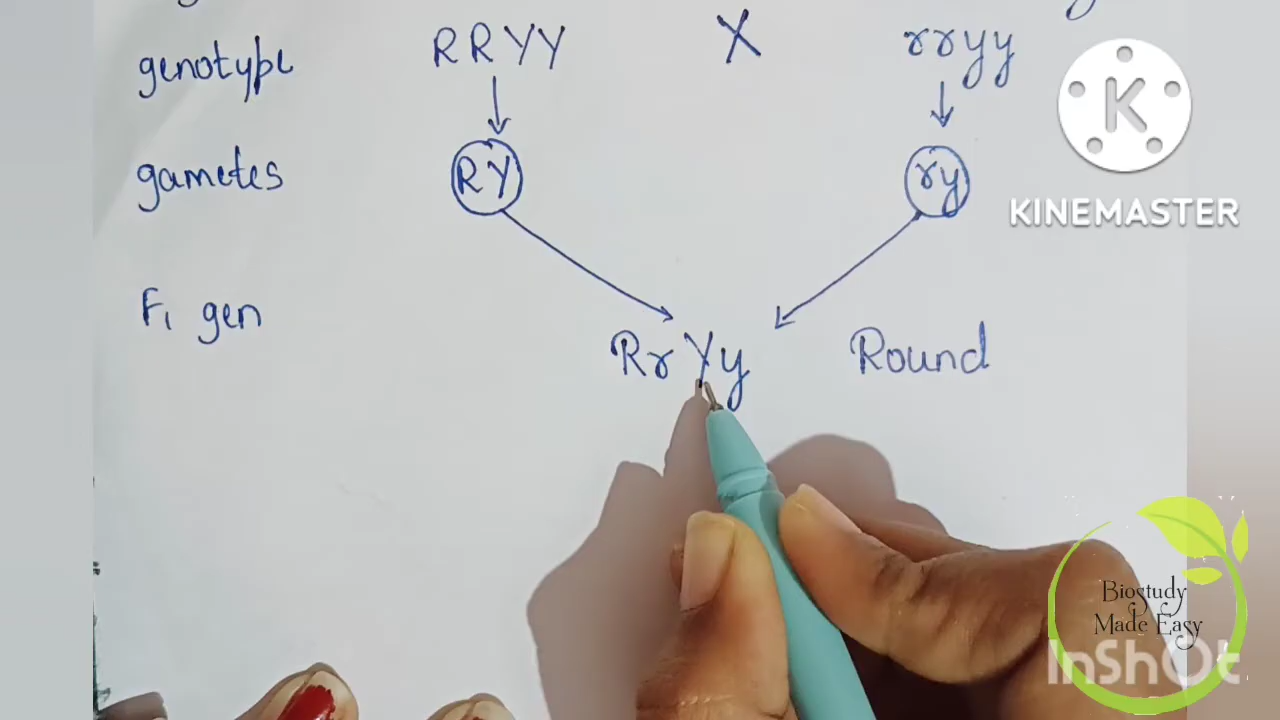 genotype RRYY X rryy
gametes RY ry
F1 gen
RrYy Round
KINEMASTER
Biostudy
Made Easy
InShOt